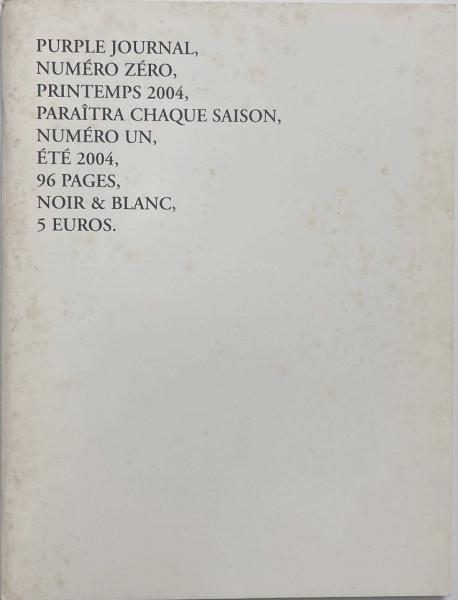 PURPLE JOURNAL,
NUMÉRO ZÉRO,
PRINTEMPS 2004,
PARAÎTRA CHAQUE SAISON,
NUMÉRO UN,
ÉTÉ 2004,
96 PAGES,
NOIR & BLANC,
5 EUROS.